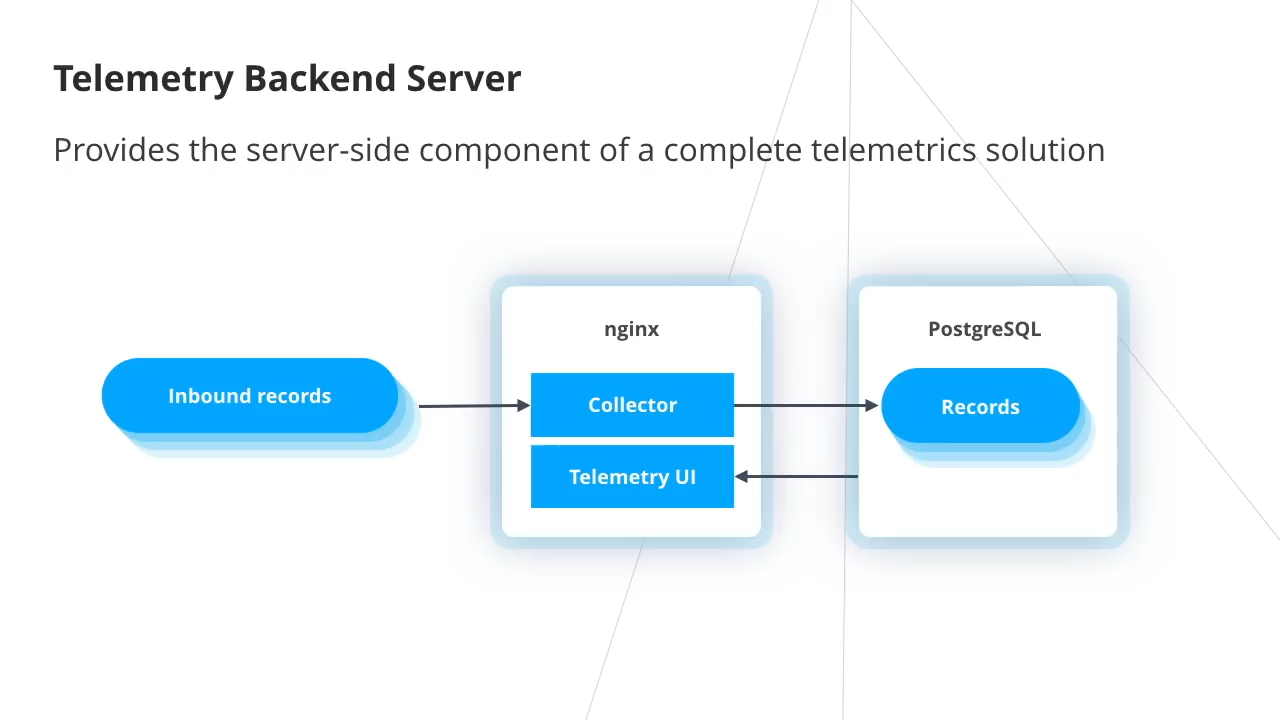 Telemetry Backend Server
Provides the server-side component of a complete telemetrics solution
nginx
PostgreSQL
Inbound records
Collector
Records
Telemetry UI